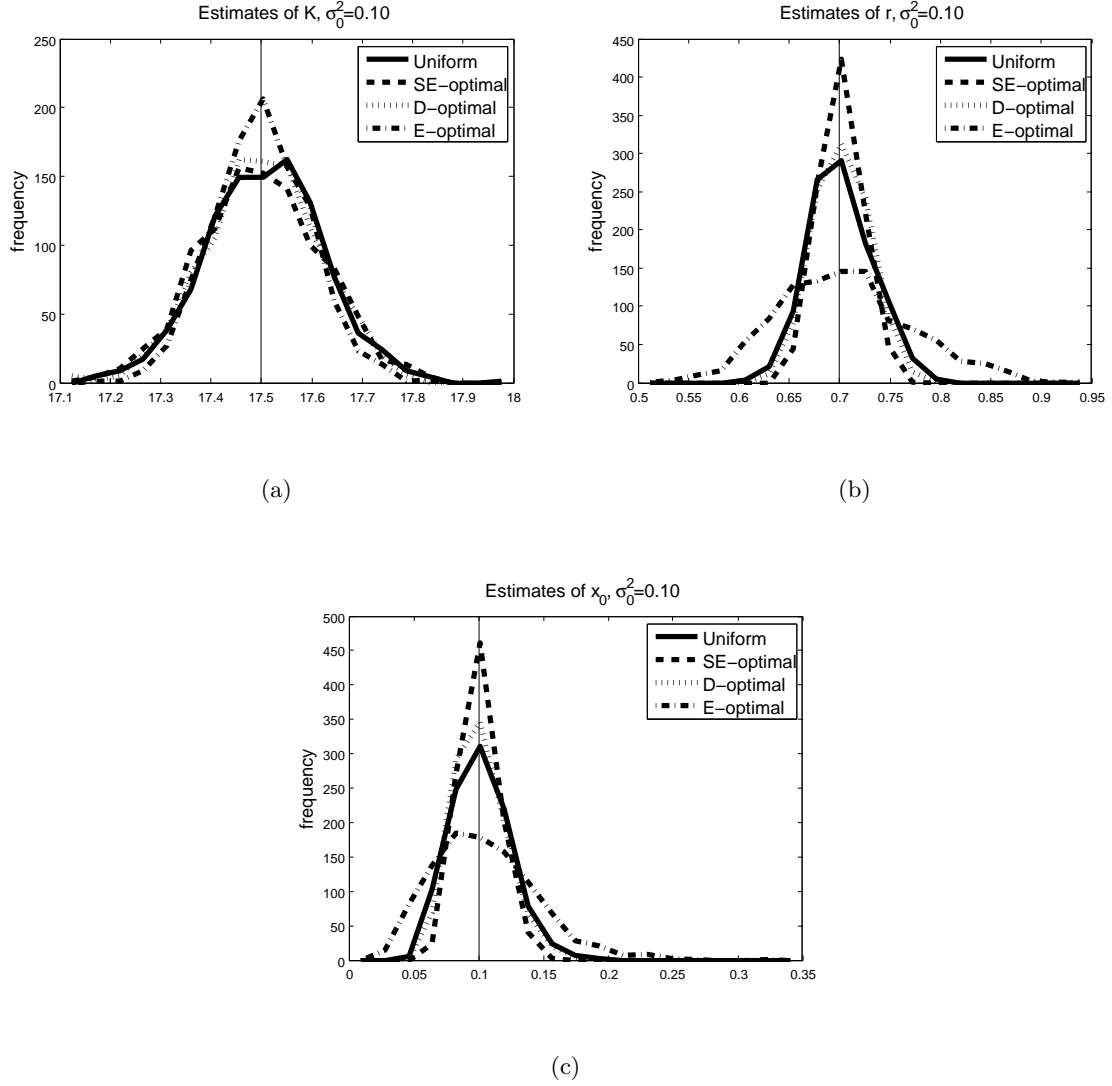 Estimates of K, σ₀²=0.10
250
200
150
100
50
0
frequency
17.1 17.2 17.3 17.4 17.5 17.6 17.7 17.8 17.9 18
Uniform
SE−optimal
D−optimal
E−optimal
(a)
Estimates of r, σ₀²=0.10
450
400
350
300
250
200
150
100
50
0
frequency
0.5 0.55 0.6 0.65 0.7 0.75 0.8 0.85 0.9 0.95
Uniform
SE−optimal
D−optimal
E−optimal
(b)
Estimates of x₀, σ₀²=0.10
500
450
400
350
300
250
200
150
100
50
0
frequency
0 0.05 0.1 0.15 0.2 0.25 0.3 0.35
Uniform
SE−optimal
D−optimal
E−optimal
(c)